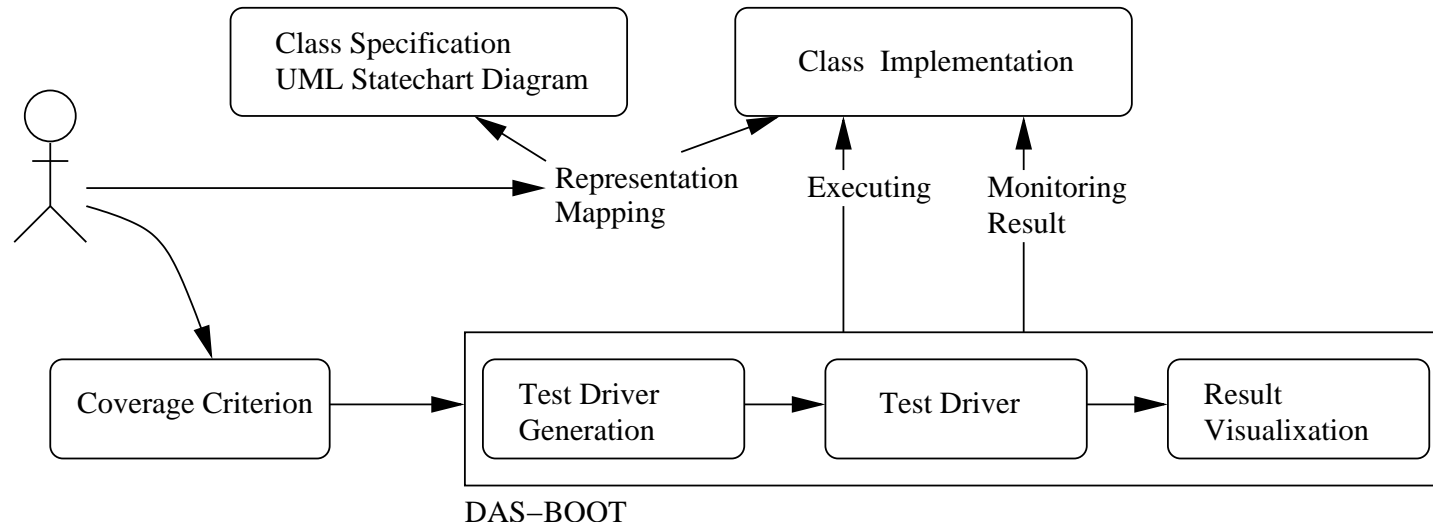 Class Specification
UML Statechart Diagram
Class Implementation
Representation
Mapping
Executing
Monitoring
Result
Coverage Criterion
Test Driver
Generation
Test Driver
Result
Visualixation
DAS–BOOT